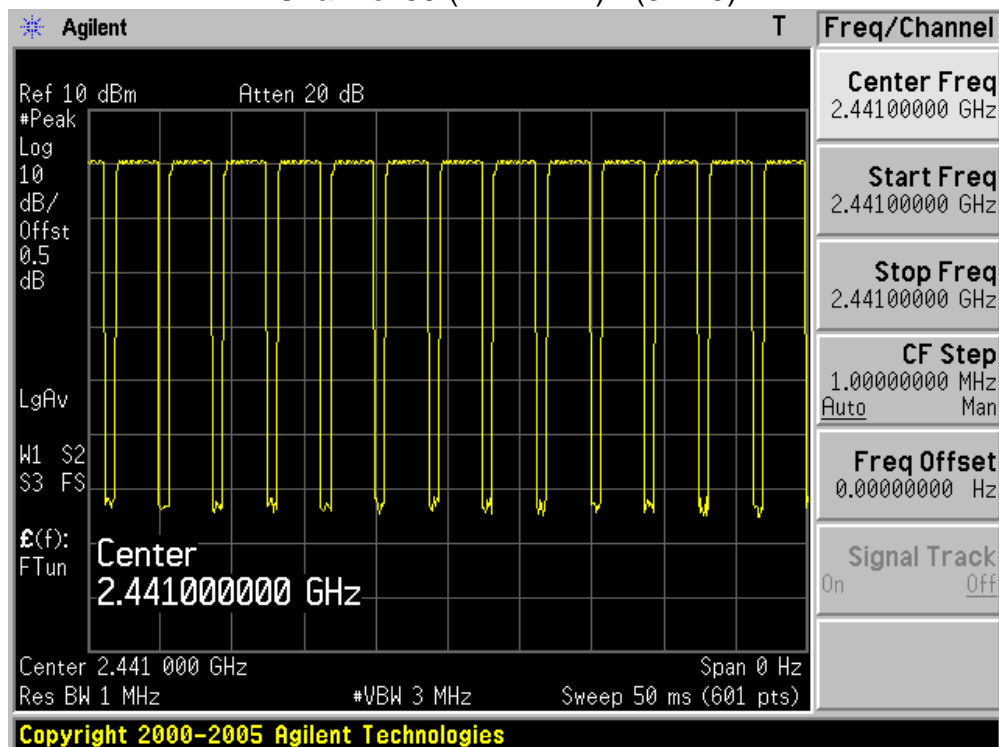 Agilent T Freq/Channel
Ref 10 dBm Atten 20 dB
#Peak
Log
10
dB/
Offst
0.5
dB
LgAv
W1 S2
S3 FS
£(f):
FTun
Center
2.441000000 GHz
Center 2.441 000 GHz Span 0 Hz
Res BW 1 MHz #VBW 3 MHz Sweep 50 ms (601 pts)
Center Freq
2.44100000 GHz
Start Freq
2.44100000 GHz
Stop Freq
2.44100000 GHz
CF Step
1.00000000 MHz
Auto Man
Freq Offset
0.00000000 Hz
Signal Track
On Off
Copyright 2000-2005 Agilent Technologies